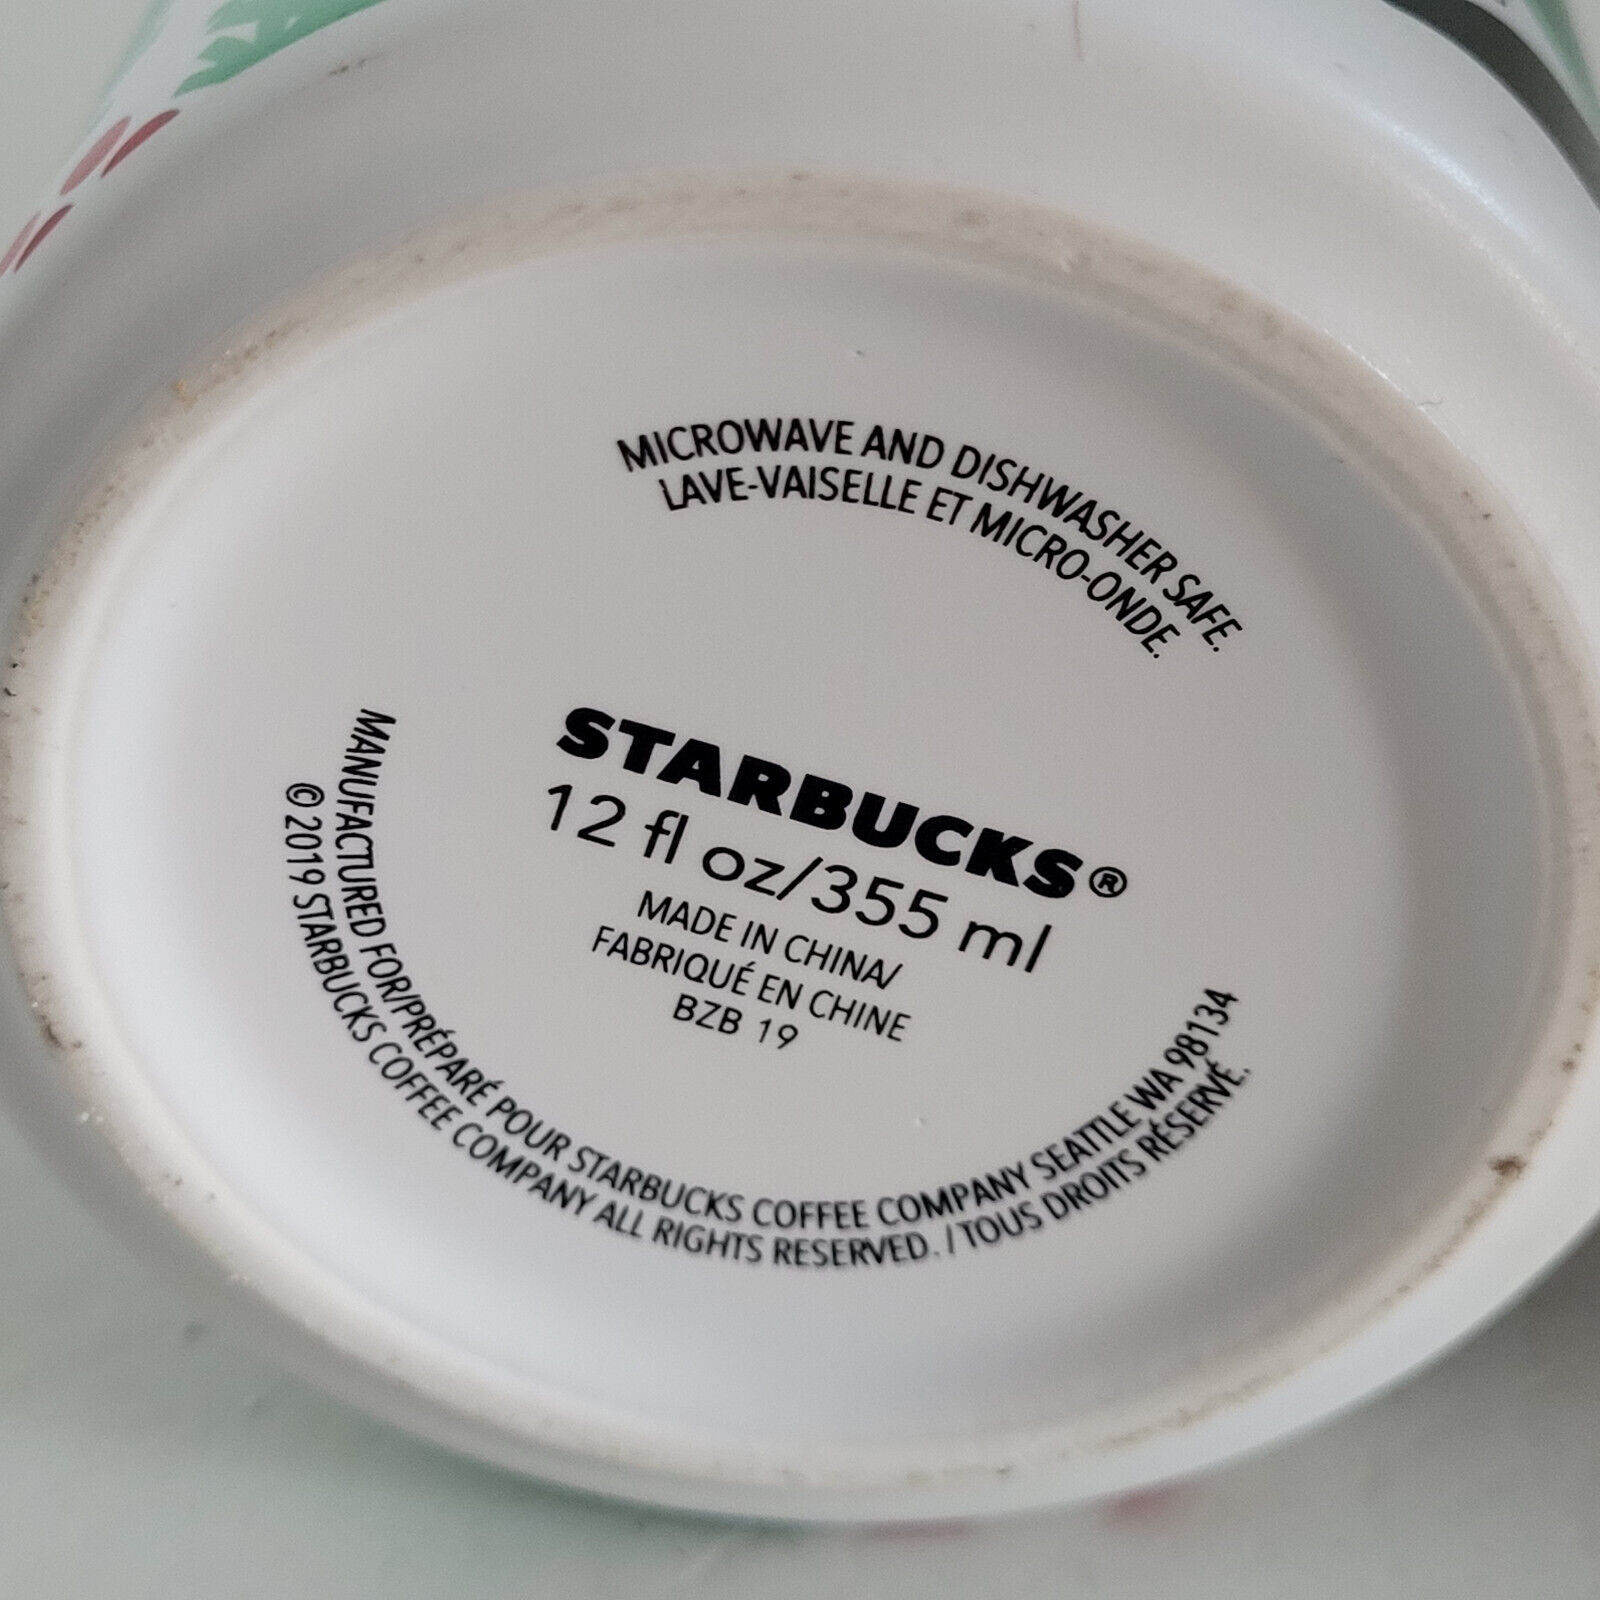 MICROWAVE AND DISHWASHER SAFE.
LAVE-VAISELLE ET MICRO-ONDE.
STARBUCKS®
12 fl oz/355 ml
MADE IN CHINA/
FABRIQUÉ EN CHINE
BZB 19
MANUFACTURED FOR/PRÉPARÉ POUR STARBUCKS COFFEE COMPANY SEATTLE WA 98134
© 2019 STARBUCKS COFFEE COMPANY ALL RIGHTS RESERVED. / TOUS DROITS RÉSERVÉ.